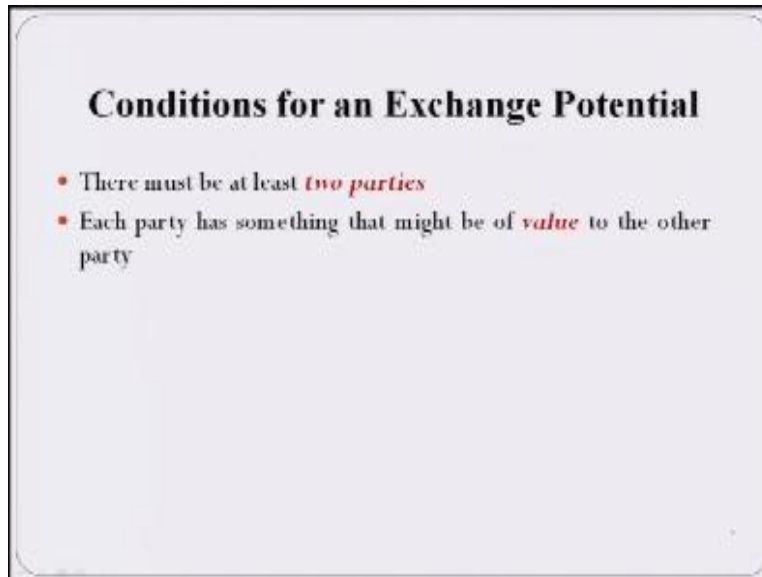 Conditions for an Exchange Potential
• There must be at least two parties
• Each party has something that might be of value to the other
party